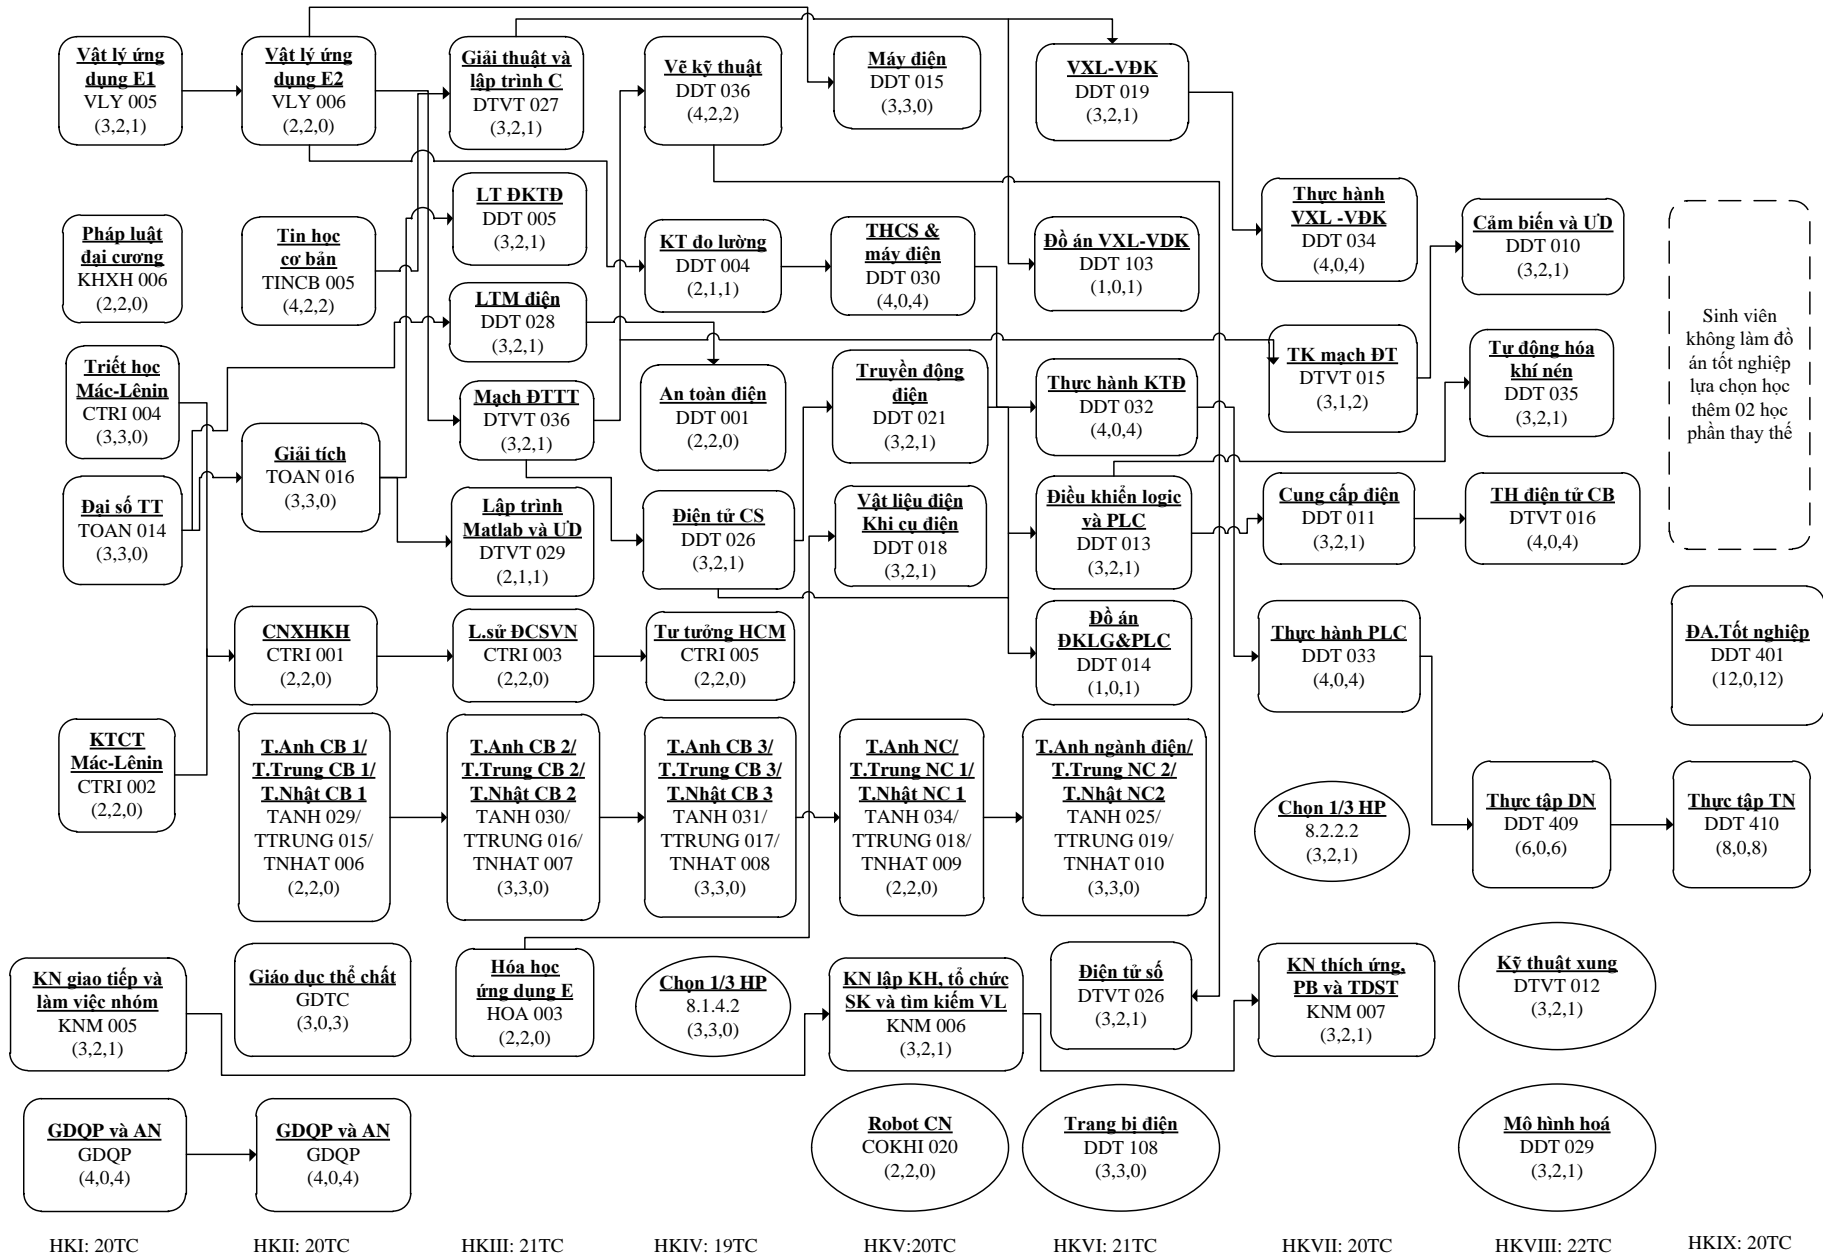 Vật lý ứng
dụng E1
VLY 005
(3,2,1)
Vật lý ứng
dụng E2
VLY 006
(2,2,0)
Giải thuật và
lập trình C
DTVT 027
(3,2,1)
Vẽ kỹ thuật
DDT 036
(4,2,2)
Máy điện
DDT 015
(3,3,0)
VXL-VĐK
DDT 019
(3,2,1)
Pháp luật
đại cương
KHXH 006
(2,2,0)
Tin học
cơ bản
TINCB 005
(4,2,2)
LT ĐKTĐ
DDT 005
(3,2,1)
KT đo lường
DDT 004
(2,1,1)
THCS &
máy điện
DDT 030
(4,0,4)
Đồ án VXL-VDK
DDT 103
(1,0,1)
Thực hành
VXL -VĐK
DDT 034
(4,0,4)
Cảm biến và ƯD
DDT 010
(3,2,1)
Sinh viên
không làm đồ
án tốt nghiệp
lựa chọn học
thêm 02 học
phần thay thế
LTM điện
DDT 028
(3,2,1)
Triết học
Mác-Lênin
CTRI 004
(3,3,0)
Mạch ĐTTT
DTVT 036
(3,2,1)
An toàn điện
DDT 001
(2,2,0)
Truyền động
điện
DDT 021
(3,2,1)
Thực hành KTĐ
DDT 032
(4,0,4)
TK mạch ĐT
DTVT 015
(3,1,2)
Tự động hóa
khí nén
DDT 035
(3,2,1)
Đại số TT
TOAN 014
(3,3,0)
Giải tích
TOAN 016
(3,3,0)
Lập trình
Matlab và ƯD
DTVT 029
(2,1,1)
Điện tử CS
DDT 026
(3,2,1)
Vật liệu điện
Khí cụ điện
DDT 018
(3,2,1)
Điều khiển logic
và PLC
DDT 013
(3,2,1)
Cung cấp điện
DDT 011
(3,2,1)
TH điện tử CB
DTVT 016
(4,0,4)
CNXHKH
CTRI 001
(2,2,0)
L.sử ĐCSVN
CTRI 003
(2,2,0)
Tư tưởng HCM
CTRI 005
(2,2,0)
Đồ án
ĐKLG&PLC
DDT 014
(1,0,1)
Thực hành PLC
DDT 033
(4,0,4)
ĐA.Tốt nghiệp
DDT 401
(12,0,12)
KTCT
Mác-Lênin
CTRI 002
(2,2,0)
T.Anh CB 1/
T.Trung CB 1/
T.Nhật CB 1
TANH 029/
TTRUNG 015/
TNHAT 006
(2,2,0)
T.Anh CB 2/
T.Trung CB 2/
T.Nhật CB 2
TANH 030/
TTRUNG 016/
TNHAT 007
(3,3,0)
T.Anh CB 3/
T.Trung CB 3/
T.Nhật CB 3
TANH 031/
TTRUNG 017/
TNHAT 008
(3,3,0)
T.Anh NC/
T.Trung NC 1/
T.Nhật NC 1
TANH 034/
TTRUNG 018/
TNHAT 009
(2,2,0)
T.Anh ngành điện/
T.Trung NC 2/
T.Nhật NC2
TANH 025/
TTRUNG 019/
TNHAT 010
(3,3,0)
Chọn 1/3 HP
8.2.2.2
(3,2,1)
Thực tập DN
DDT 409
(6,0,6)
Thực tập TN
DDT 410
(8,0,8)
KN giao tiếp và
làm việc nhóm
KNM 005
(3,2,1)
Giáo dục thể chất
GDTC
(3,0,3)
Hóa học
ứng dụng E
HOA 003
(2,2,0)
Chọn 1/3 HP
8.1.4.2
(3,3,0)
KN lập KH, tổ chức
SK và tìm kiếm VL
KNM 006
(3,2,1)
Điện tử số
DTVT 026
(3,2,1)
KN thích ứng,
PB và TDST
KNM 007
(3,2,1)
Kỹ thuật xung
DTVT 012
(3,2,1)
GDQP và AN
GDQP
(4,0,4)
GDQP và AN
GDQP
(4,0,4)
Robot CN
COKHI 020
(2,2,0)
Trang bị điện
DDT 108
(3,3,0)
Mô hình hoá
DDT 029
(3,2,1)
HKI: 20TC
HKII: 20TC
HKIII: 21TC
HKIV: 19TC
HKV:20TC
HKVI: 21TC
HKVII: 20TC
HKVIII: 22TC
HKIX: 20TC